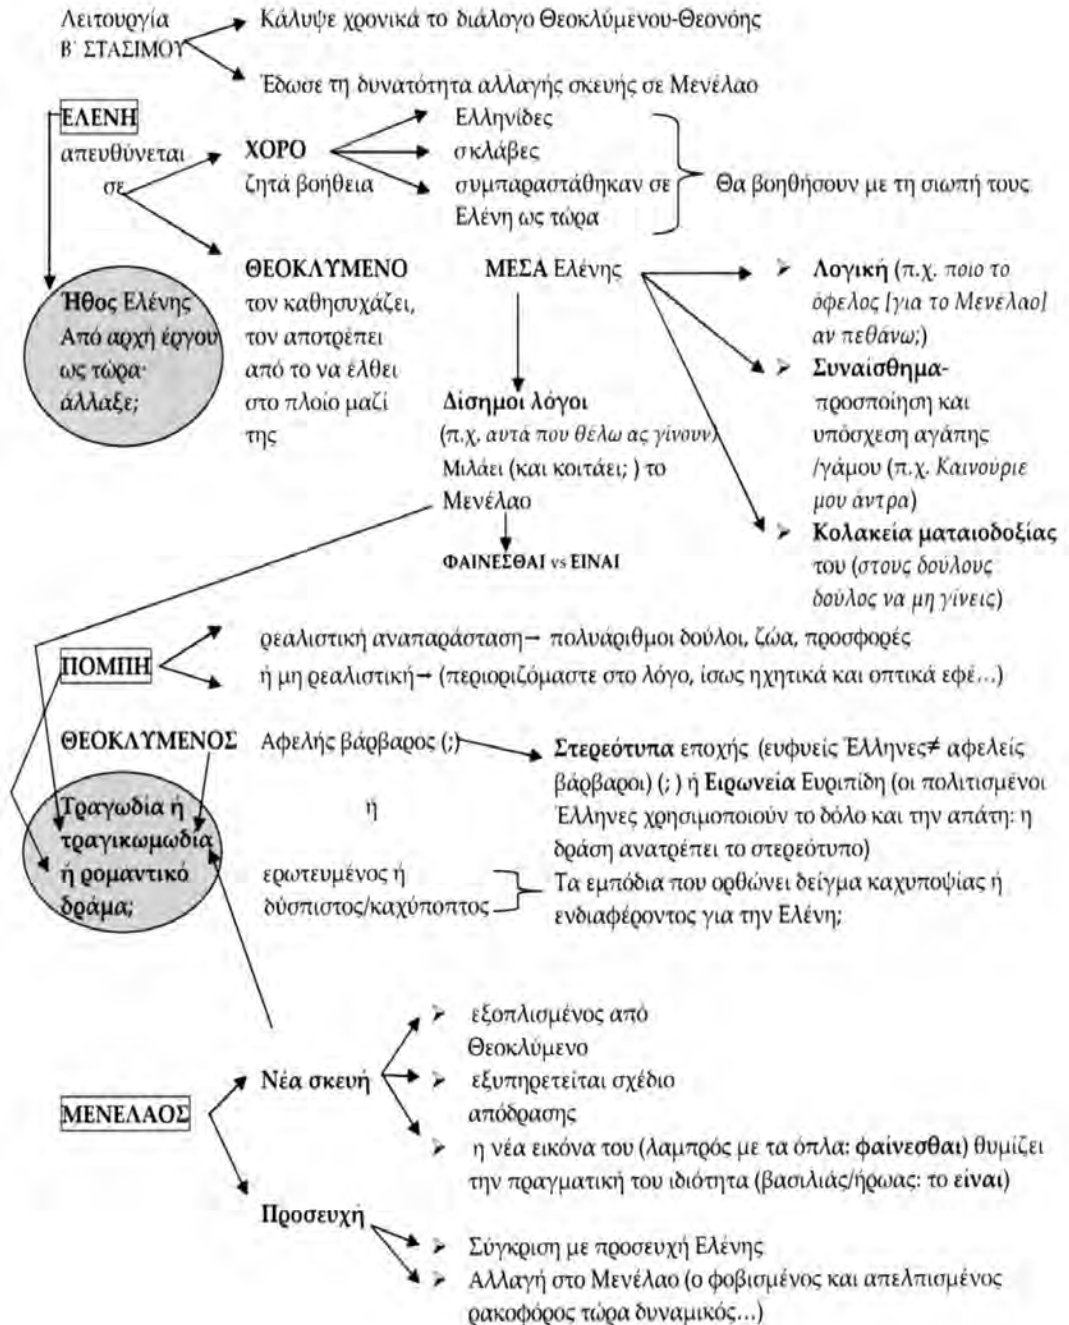 Λειτουργία
Β΄ ΣΤΑΣΙΜΟΥ
Κάλυψε χρονικά το διάλογο Θεοκλύμενου-Θεονόης
Έδωσε τη δυνατότητα αλλαγής σκευής σε Μενέλαο
ΕΛΕΝΗ
απευθύνεται
σε
ΧΟΡΟ
ζητά βοήθεια
Ελληνίδες
σκλάβες
συμπαραστάθηκαν σε
Ελένη ως τώρα
Θα βοηθήσουν με τη σιωπή τους
Ήθος Ελένης
Από αρχή έργου
ως τώρα·
άλλαξε;
ΘΕΟΚΛΥΜΕΝΟ
τον καθησυχάζει,
τον αποτρέπει
από το να έλθει
στο πλοίο μαζί
της
ΜΕΣΑ Ελένης
Δίσημοι λόγοι
(π.χ. αυτά που θέλω ας γίνουν)
Μιλάει (και κοιτάει; ) το
Μενέλαο
ΦΑΙΝΕΣΘΑΙ vs ΕΙΝΑΙ
➢ Λογική (π.χ. ποιο το
όφελος [για το Μενέλαο]
αν πεθάνω;)
➢ Συναίσθημα-
προσποίηση και
υπόσχεση αγάπης
/γάμου (π.χ. Καινούριε
μου άντρα)
➢ Κολακεία ματαιοδοξίας
του (στους δούλους
δούλος να μη γίνεις)
ΠΟΜΠΗ
ρεαλιστική αναπαράσταση→ πολυάριθμοι δούλοι, ζώα, προσφορές
ή μη ρεαλιστική→ (περιοριζόμαστε στο λόγο, ίσως ηχητικά και οπτικά εφέ…)
ΘΕΟΚΛΥΜΕΝΟΣ
Αφελής βάρβαρος (;)
ή
ερωτευμένος ή
δύσπιστος/καχύποπτος
Στερεότυπα εποχής (ευφυείς Έλληνες≠ αφελείς
βάρβαροι) (; ) ή Ειρωνεία Ευριπίδη (οι πολιτισμένοι
Έλληνες χρησιμοποιούν το δόλο και την απάτη: η
δράση ανατρέπει το στερεότυπο)
Τα εμπόδια που ορθώνει δείγμα καχυποψίας ή
ενδιαφέροντος για την Ελένη;
Τραγωδία ή
τραγικωμωδία
ή ρομαντικό
δράμα;
ΜΕΝΕΛΑΟΣ
Νέα σκευή
➢ εξοπλισμένος από
Θεοκλύμενο
➢ εξυπηρετείται σχέδιο
απόδρασης
➢ η νέα εικόνα του (λαμπρός με τα όπλα: φαίνεσθαι) θυμίζει
την πραγματική του ιδιότητα (βασιλιάς/ήρωας: το είναι)
Προσευχή
➢ Σύγκριση με προσευχή Ελένης
➢ Αλλαγή στο Μενέλαο (ο φοβισμένος και απελπισμένος
ρακοφόρος τώρα δυναμικός…)